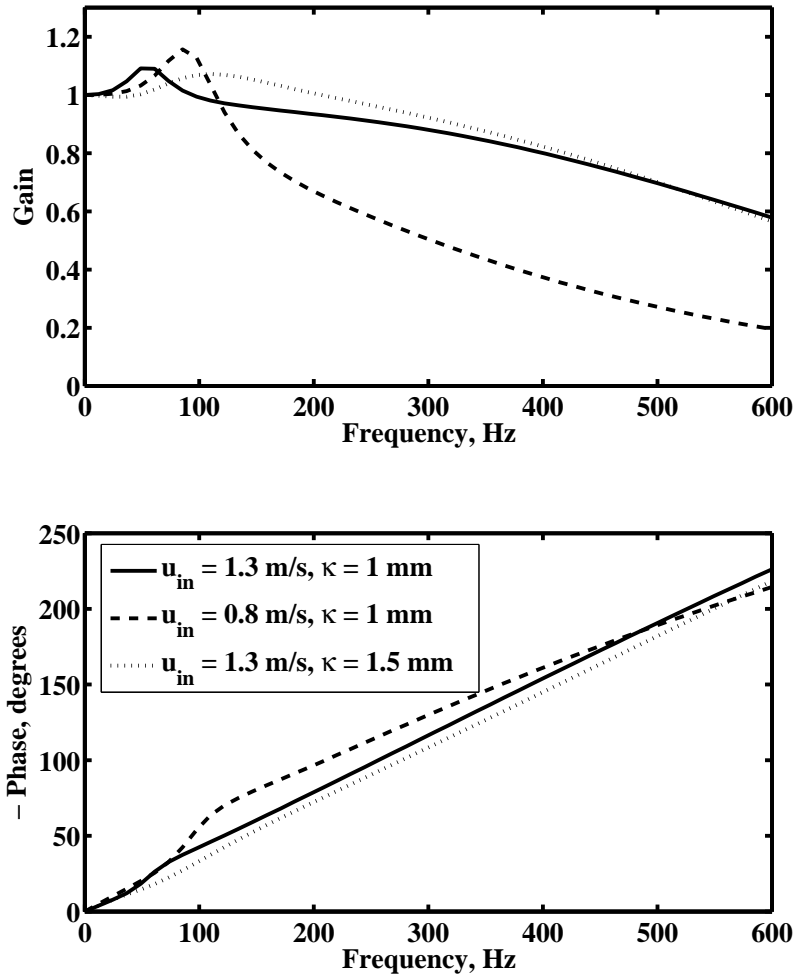 1.2
1
0.8
0.6
0.4
0.2
0
Gain
0 100 200 300 400 500 600
Frequency, Hz
250
200
150
100
50
0
− Phase, degrees
u_in = 1.3 m/s, κ = 1 mm
u_in = 0.8 m/s, κ = 1 mm
u_in = 1.3 m/s, κ = 1.5 mm
0 100 200 300 400 500 600
Frequency, Hz